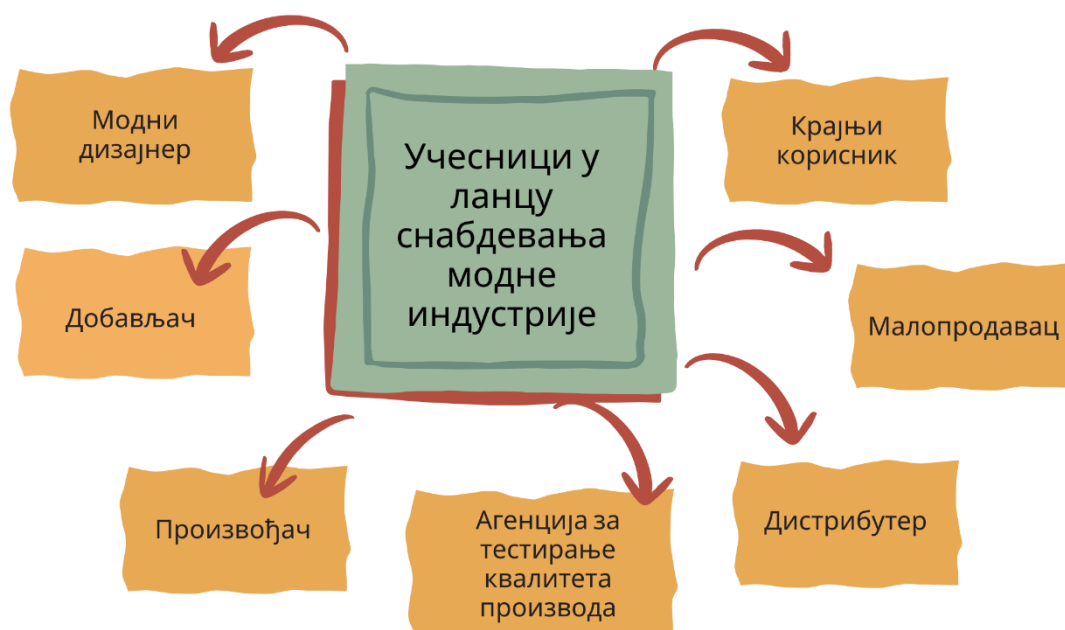 Модни
дизајнер
Крајњи
корисник
Учесници у
ланцу
снабдевања
модне
индустрије
Добављач
Малопродавац
Произвођач
Агенција за
тестирање
квалитета
производа
Дистрибутер